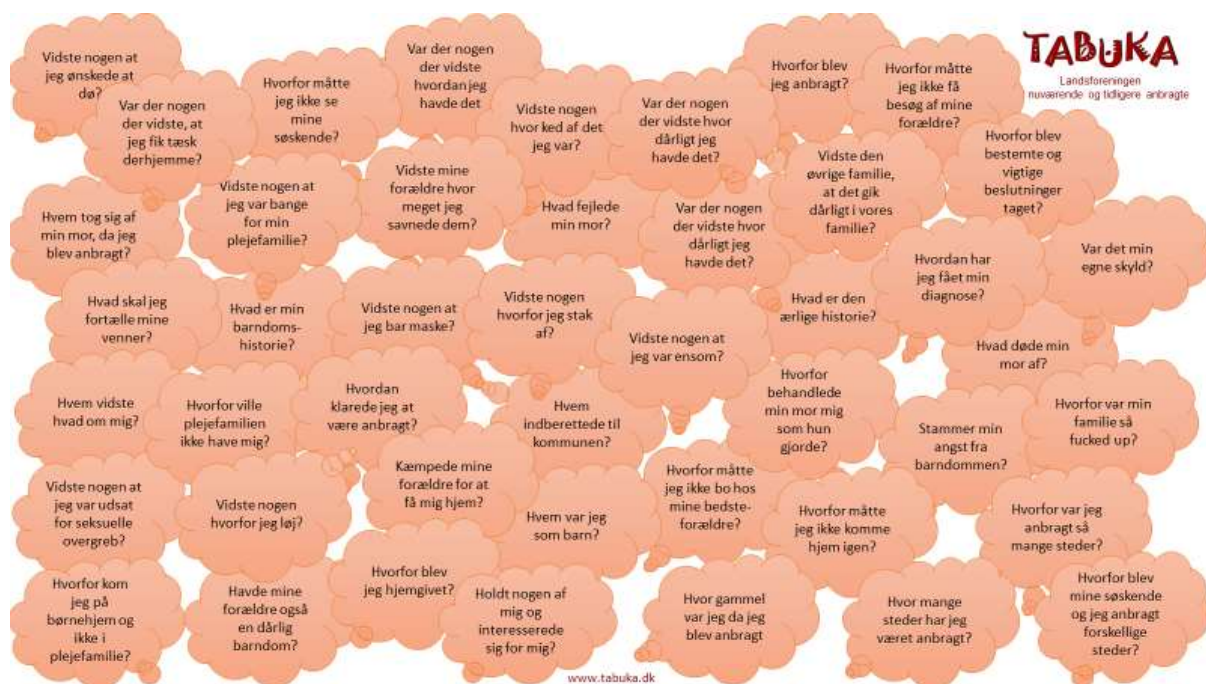 Vidste nogen at
jeg ønskede at
dø?
Var der nogen
der vidste, at
jeg fik tæsk
derhjemme?
Hvorfor måtte
jeg ikke se
mine
søskende?
Var der nogen
der vidste
hvordan jeg
havde det
Vidste nogen
hvor ked af det
jeg var?
Var der nogen
der vidste hvor
dårligt jeg
havde det?
Hvorfor blev
jeg anbragt?
Hvorfor måtte
jeg ikke få
besøg af mine
forældre?
TABUKA
Landsforeningen
nuværende og tidligere anbragte
Hvem tog sig af
min mor, da jeg
blev anbragt?
Vidste nogen at
jeg var bange
for min
plejefamilie?
Vidste mine
forældre hvor
meget jeg
savnede dem?
Hvad fejlede
min mor?
Var der nogen
der vidste hvor
dårligt jeg
havde det?
Vidste den
øvrige familie,
at det gik
dårligt i vores
familie?
Hvorfor blev
bestemte og
vigtige
beslutninger
taget?
Hvordan har
jeg fået min
diagnose?
Var det min
egne skyld?
Hvad skal jeg
fortælle mine
venner?
Hvad er min
barndoms-
historie?
Vidste nogen at
jeg bar maske?
Vidste nogen
hvorfor jeg stak
af?
Vidste nogen at
jeg var ensom?
Hvad er den
ærlige historie?
Hvad døde min
mor af?
Hvem vidste
hvad om mig?
Hvorfor ville
plejefamilien
ikke have mig?
Hvordan
klarede jeg at
være anbragt?
Hvem
indberettede til
kommunen?
Hvorfor
behandlede
min mor mig
som hun
gjorde?
Stammer min
angst fra
barndommen?
Hvorfor var min
familie så
fucked up?
Vidste nogen at
jeg var udsat
for seksuelle
overgreb?
Vidste nogen
hvorfor jeg løj?
Kæmpede mine
forældre for at
få mig hjem?
Hvem var jeg
som barn?
Hvorfor måtte
jeg ikke bo hos
mine bedste-
forældre?
Hvorfor måtte
jeg ikke komme
hjem igen?
Hvorfor var jeg
anbragt så
mange steder?
Hvorfor kom
jeg på
børnehjem og
ikke i
plejefamilie?
Havde mine
forældre også
en dårlig
barndom?
Hvorfor blev
jeg hjemgivet?
Holdt nogen af
mig og
interesserede
sig for mig?
Hvor gammel
var jeg da jeg
blev anbragt
Hvor mange
steder har jeg
været anbragt?
Hvorfor blev
mine søskende
og jeg anbragt
forskellige
steder?
www.tabuka.dk